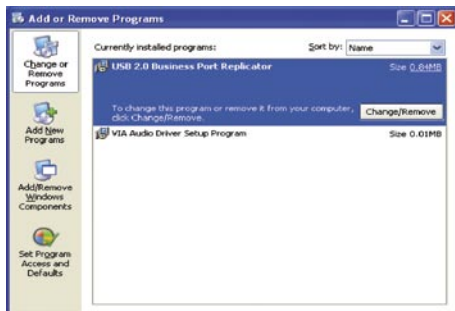 Add or Remove Programs
Change or
Remove
Programs
Add New
Programs
Add/Remove
Windows
Components
Set Program
Access and
Defaults
Currently installed programs:
Sort by: Name
USB 2.0 Business Port Replicator
Size 0.84MB
To change this program or remove it from your computer,
click Change/Remove.
Change/Remove
VIA Audio Driver Setup Program
Size 0.01MB